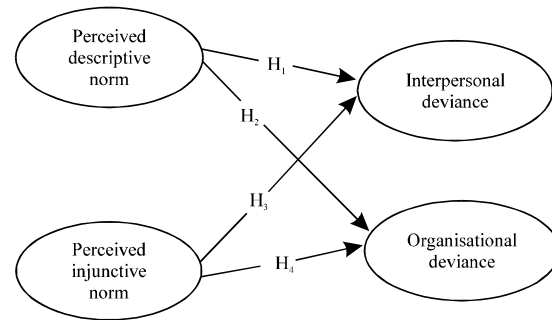 Perceived
descriptive
norm
H₁
Interpersonal
deviance
H₂
H₃
Perceived
injunctive
norm
H₄
Organisational
deviance